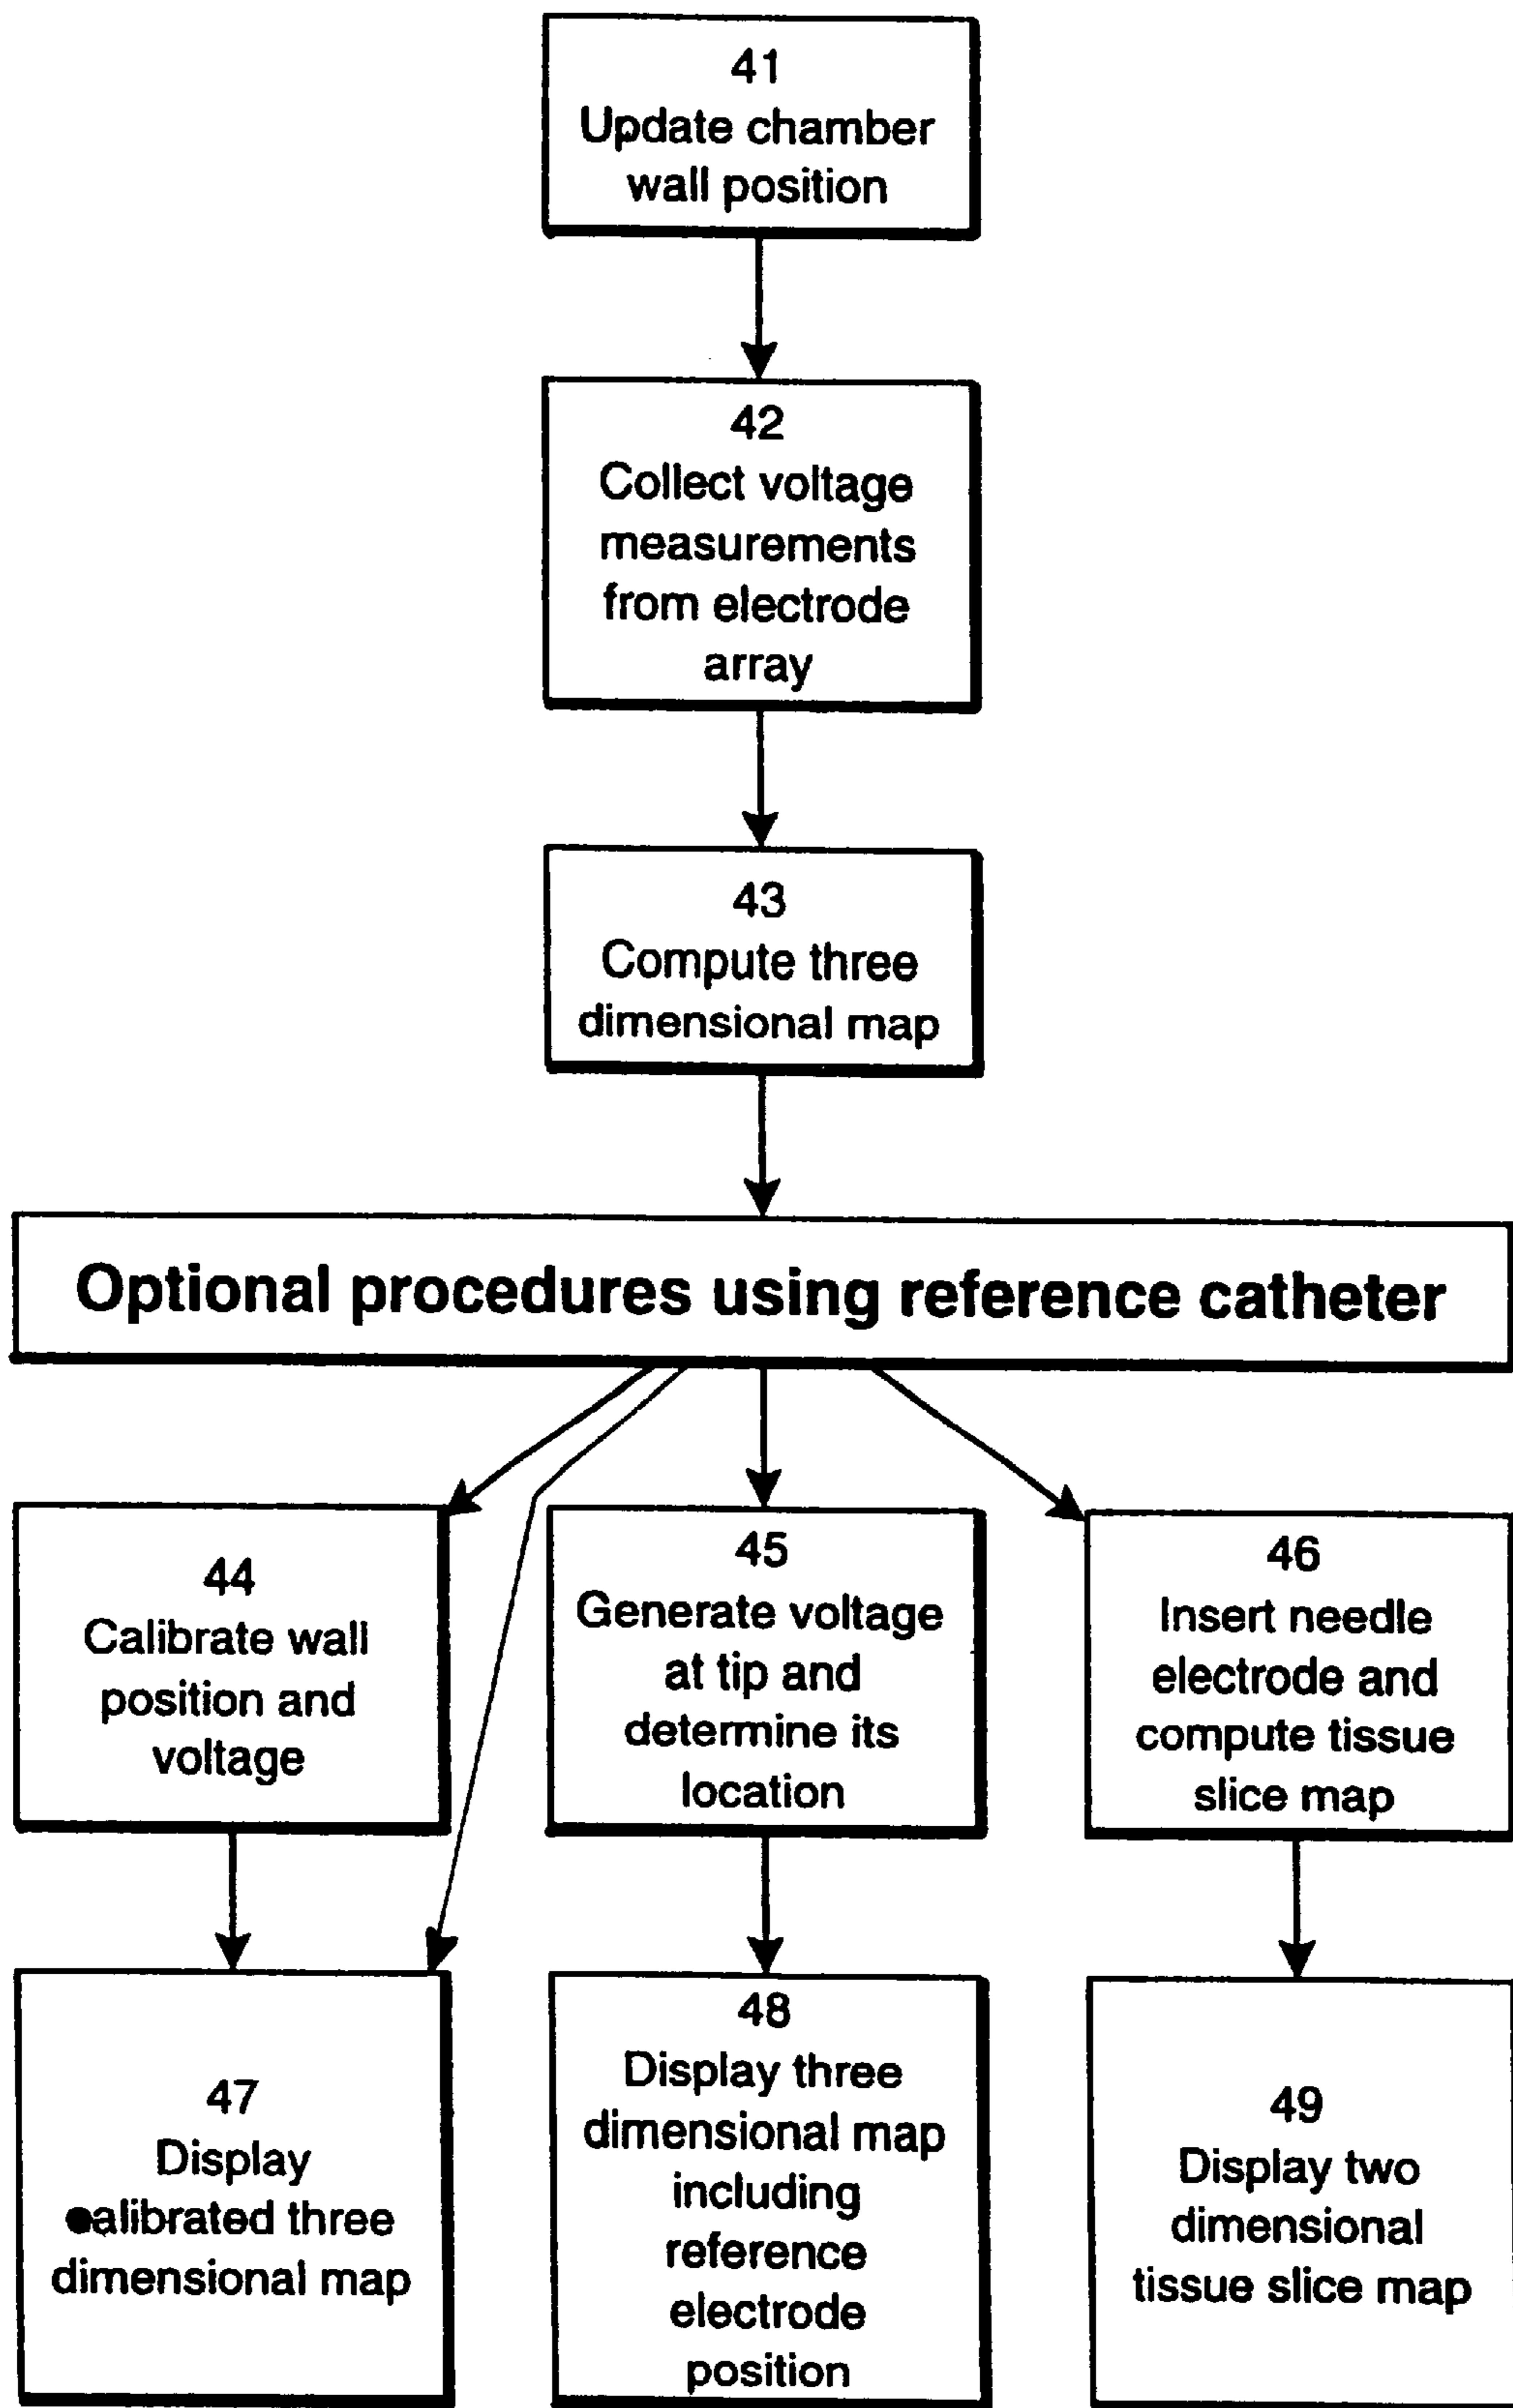 41
Update chamber
wall position
42
Collect voltage
measurements
from electrode
array
43
Compute three
dimensional map
Optional procedures using reference catheter
44
Calibrate wall
position and
voltage
45
Generate voltage
at tip and
determine its
location
46
Insert needle
electrode and
compute tissue
slice map
47
Display
calibrated three
dimensional map
48
Display three
dimensional map
including
reference
electrode
position
49
Display two
dimensional
tissue slice map